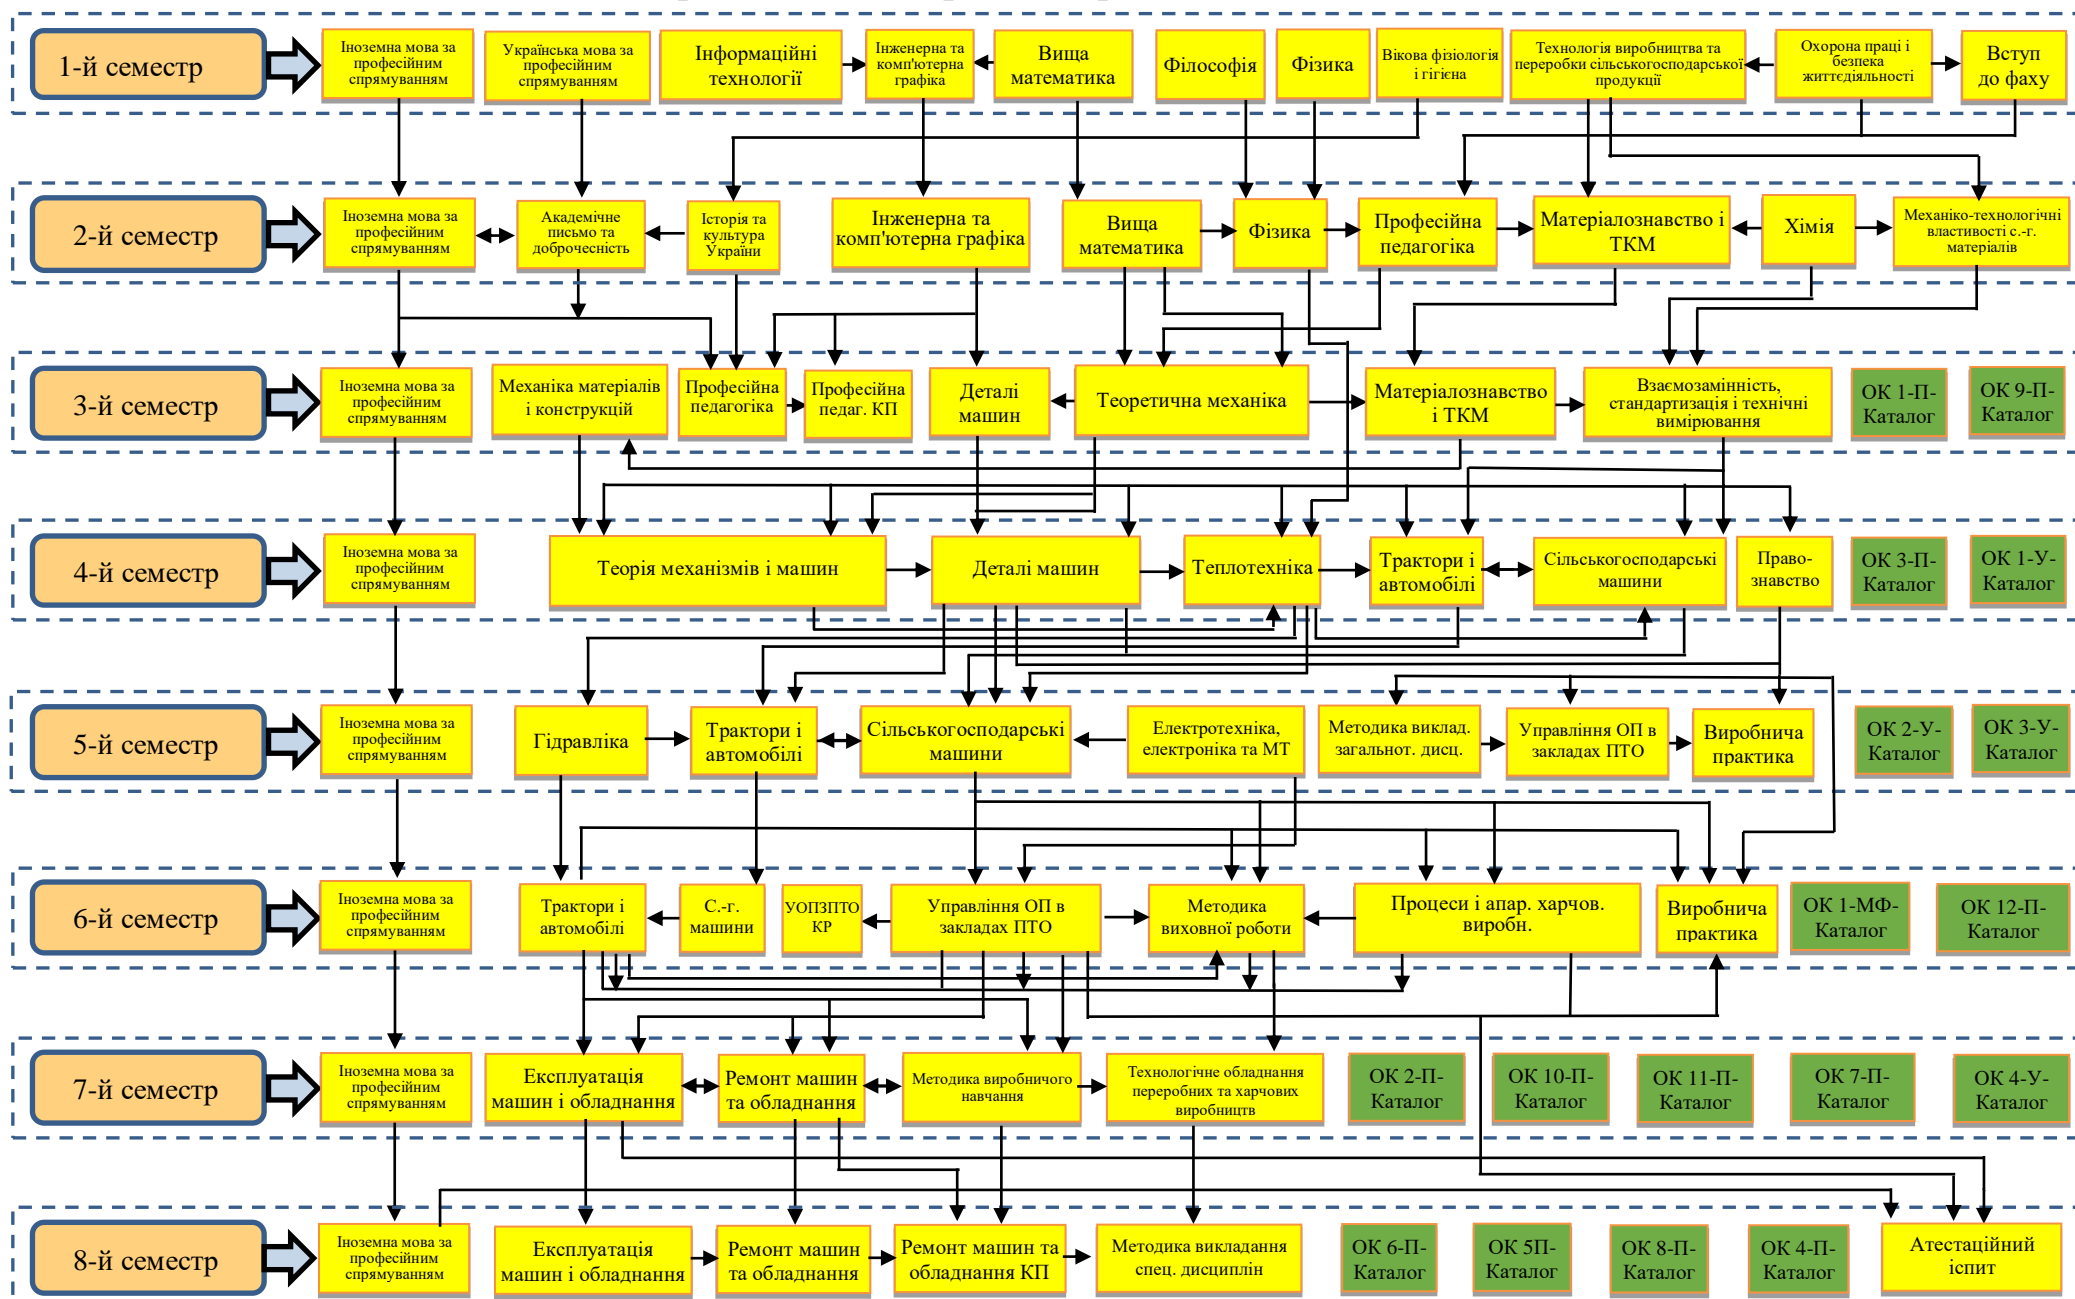 1-й семестр
Іноземна мова за
професійним
спрямуванням
Українська мова за
професійним
спрямуванням
Інформаційні
технології
Інженерна та
комп'ютерна
графіка
Вища
математика
Філософія
Фізика
Вікова фізіологія
і гігієна
Технологія виробництва та
переробки сільськогосподарської
продукції
Охорона праці і
безпека
життєдіяльності
Вступ
до фаху
2-й семестр
Іноземна мова за
професійним
спрямуванням
Академічне
письмо та
доброчесність
Історія та
культура
України
Інженерна та
комп'ютерна графіка
Вища
математика
Фізика
Професійна
педагогіка
Матеріалознавство і
ТКМ
Хімія
Механіко-технологічні
властивості с.-г.
матеріалів
3-й семестр
Іноземна мова за
професійним
спрямуванням
Механіка матеріалів
і конструкцій
Професійна
педагогіка
Професійна
педаг. КП
Деталі
машин
Теоретична механіка
Матеріалознавство
і ТКМ
Взаємозамінність,
стандартизація і технічні
вимірювання
ОК 1-П-
Каталог
ОК 9-П-
Каталог
4-й семестр
Іноземна мова за
професійним
спрямуванням
Теорія механізмів і машин
Деталі машин
Теплотехніка
Трактори і
автомобілі
Сільськогосподарські
машини
Право-
знавство
ОК 3-П-
Каталог
ОК 1-У-
Каталог
5-й семестр
Іноземна мова за
професійним
спрямуванням
Гідравліка
Трактори і
автомобілі
Сільськогосподарські
машини
Електротехніка,
електроніка та МТ
Методика виклад.
загальнот. дисц.
Управління ОП в
закладах ПТО
Виробнича
практика
ОК 2-У-
Каталог
ОК 3-У-
Каталог
6-й семестр
Іноземна мова за
професійним
спрямуванням
Трактори і
автомобілі
С.-г.
машини
УОПЗПТО
КР
Управління ОП в
закладах ПТО
Методика
виховної роботи
Процеси і апар. харчов.
виробн.
Виробнича
практика
ОК 1-МФ-
Каталог
ОК 12-П-
Каталог
7-й семестр
Іноземна мова за
професійним
спрямуванням
Експлуатація
машин і обладнання
Ремонт машин
та обладнання
Методика виробничого
навчання
Технологічне обладнання
переробних та харчових
виробництв
ОК 2-П-
Каталог
ОК 10-П-
Каталог
ОК 11-П-
Каталог
ОК 7-П-
Каталог
ОК 4-У-
Каталог
8-й семестр
Іноземна мова за
професійним
спрямуванням
Експлуатація
машин і обладнання
Ремонт машин
та обладнання
Ремонт машин та
обладнання КП
Методика викладання
спец. дисциплін
ОК 6-П-
Каталог
ОК 5П-
Каталог
ОК 8-П-
Каталог
ОК 4-П-
Каталог
Атестаційний
іспит